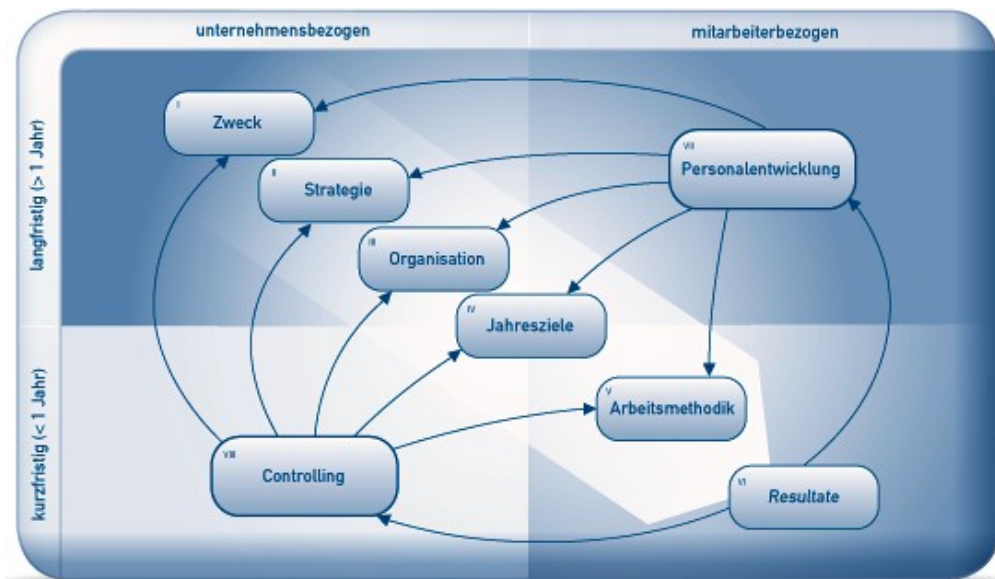 unternehmensbezogen
mitarbeiterbezogen
langfristig (> 1 Jahr)
kurzfristig (< 1 Jahr)
I
Zweck
II
Strategie
III
Organisation
IV
Jahresziele
V
Arbeitsmethodik
VI
Resultate
VII
Personalentwicklung
VIII
Controlling